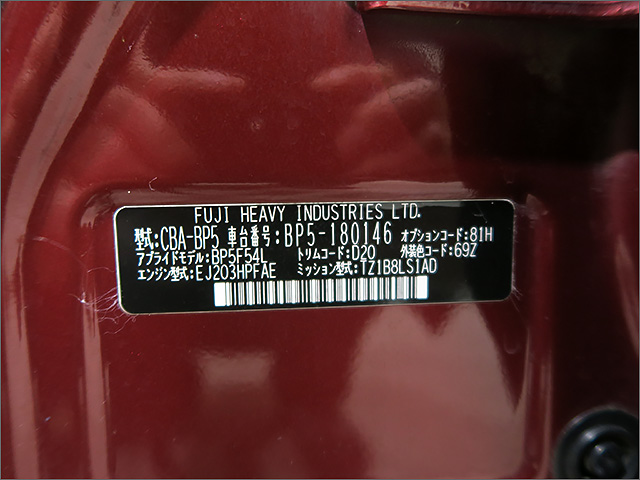 FUJI HEAVY INDUSTRIES LTD.
型式:CBA-BP5 車台番号:BP5-180146 オプションコード:81H
アプライドモデル:BP5F54L トリムコード:D20 外装色コード:69Z
エンジン型式:EJ203HPFAE ミッション型式:TZ1B8LS1AD